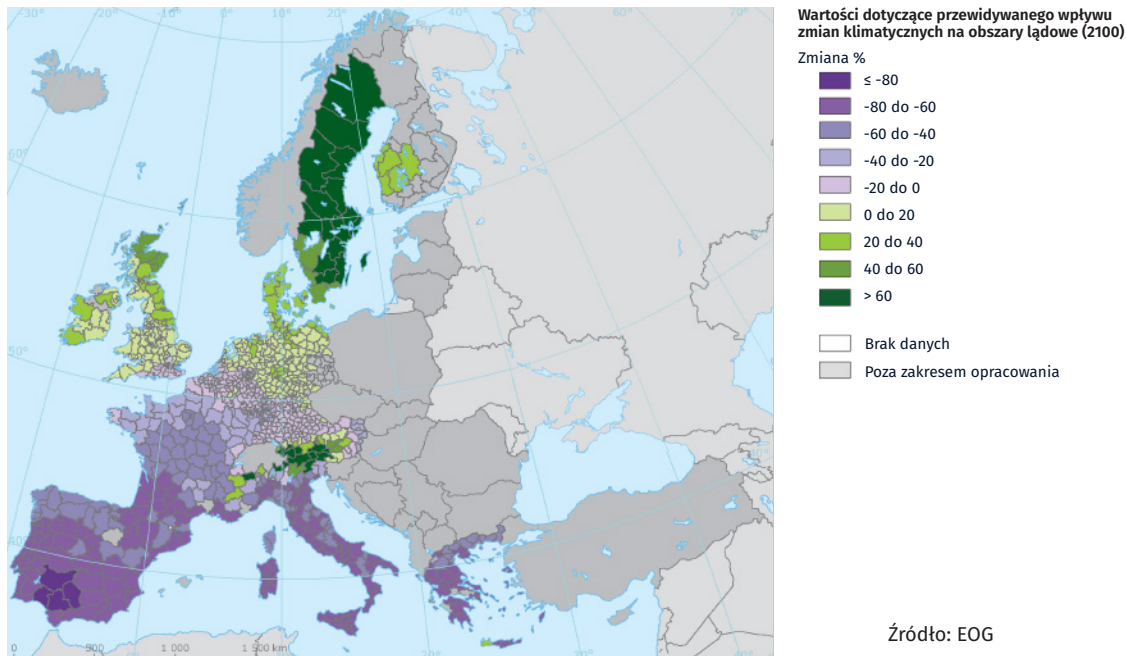 -20° -10° 0° 10° 20° 30° 40° 50° 60° 70°
60°
50°
40°
0 500 1 000 1 500 km
20° 40°
Wartości dotyczące przewidywanego wpływu
zmian klimatycznych na obszary lądowe (2100)
Zmiana %
≤ -80
-80 do -60
-60 do -40
-40 do -20
-20 do 0
0 do 20
20 do 40
40 do 60
> 60
Brak danych
Poza zakresem opracowania
Źródło: EOG